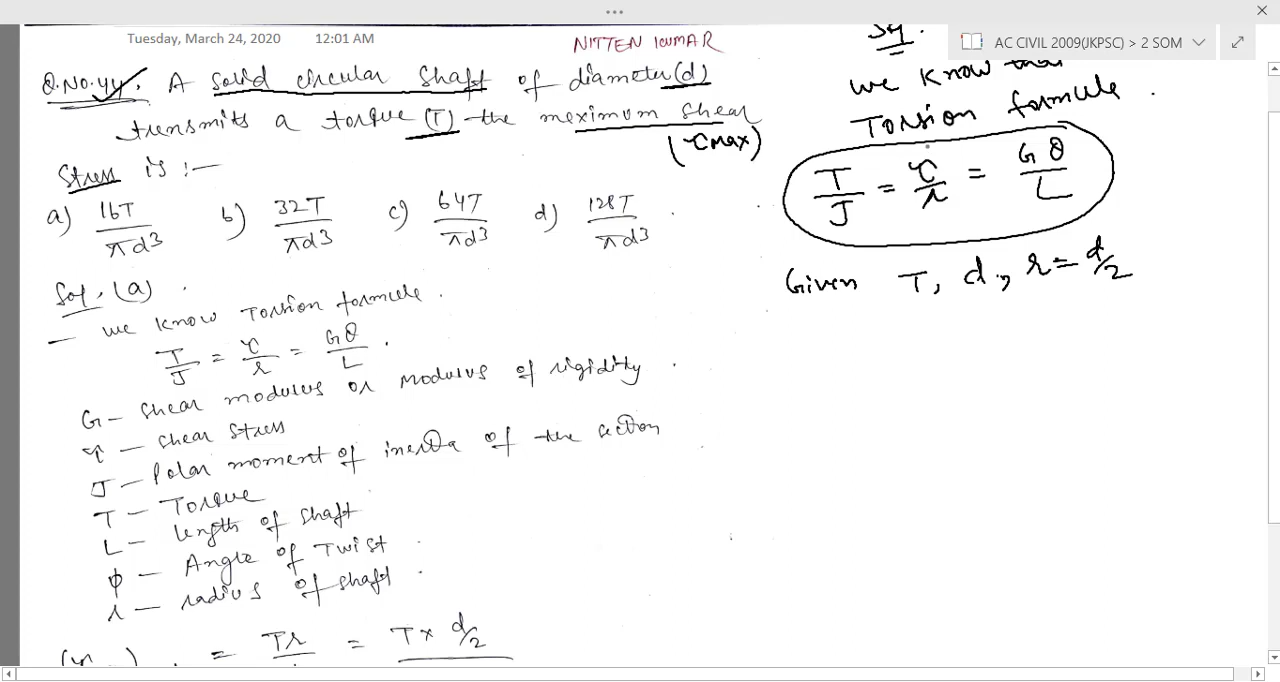 Tuesday, March 24, 2020 12:01 AM
NITTEN KUMAR
AC CIVIL 2009(JKPSC) > 2 SOM
Q.No.44. A solid circular shaft of diameter (d)
transmits a torque (T) the maximum shear
(τmax)
Stress is :-
a) 16T/πd3 b) 32T/πd3 c) 64T/πd3 d) 128T/πd3
Sol. (a)
- we know Torsion formule.
T/J = τ/r = Gθ/L.
G- Shear modulus or modulus of rigidity
τ - Shear Stress
J- Polar moment of inertia of the section
T - Torque
L- length of shaft
ϕ - Angle of Twist
r - radius of shaft
= Tr = T x d/2
we know that
Torsion formule
T/J = τ/r = Gθ/L
Given T, d, r = d/2